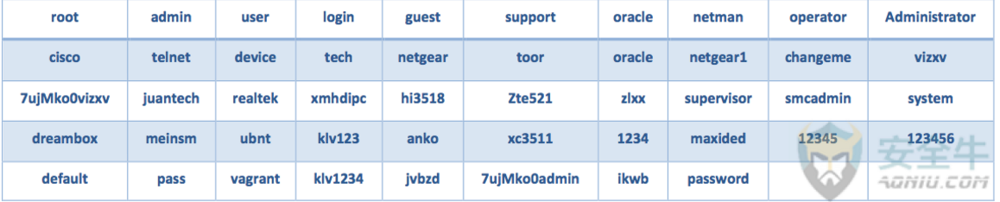 root admin user login guest support oracle netman operator Administrator
cisco telnet device tech netgear toor oracle netgear1 changeme vizxv
7ujMko0vizxv juantech realtek xmhdipc hi3518 Zte521 zlxx supervisor smcadmin system
dreambox meinsm ubnt klv123 anko xc3511 1234 maxided 12345 123456
default pass vagrant klv1234 jvbzd 7ujMko0admin ikwb password
安全牛
AQNIU.COM